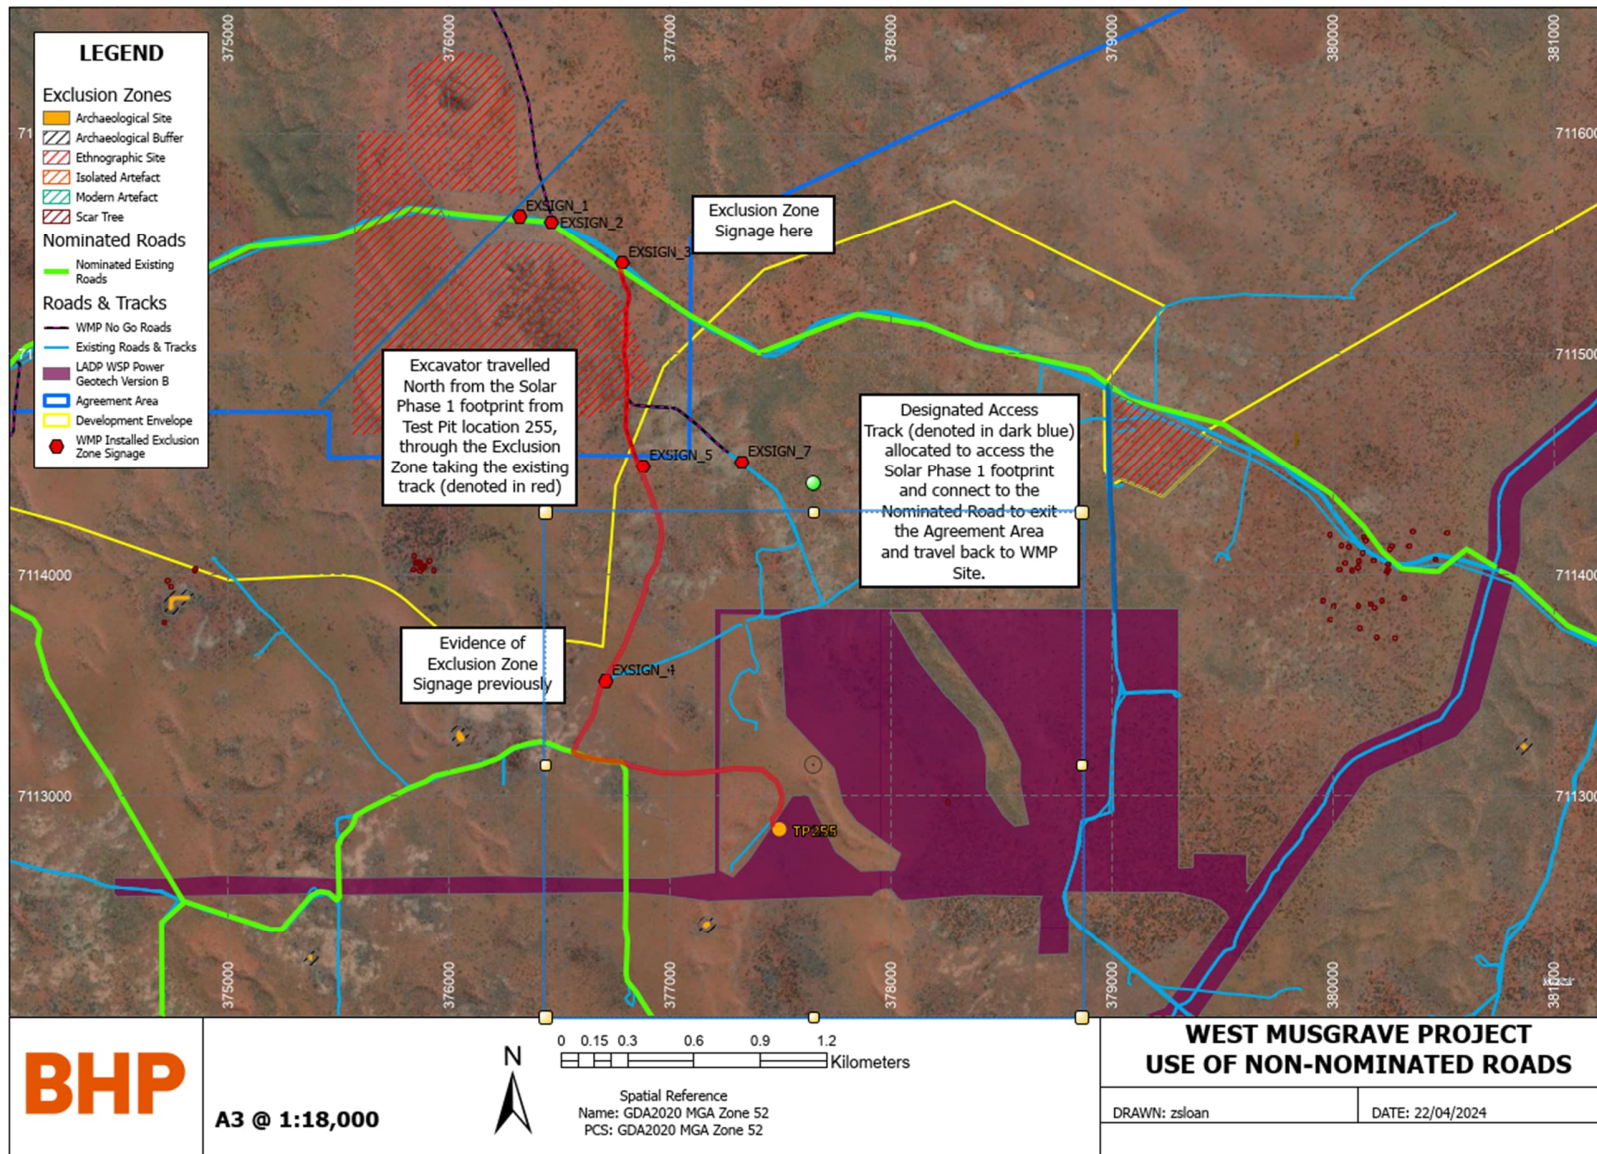 LEGEND
Exclusion Zones
Archaeological Site
Archaeological Buffer
Ethnographic Site
Isolated Artefact
Modern Artefact
Scar Tree
Nominated Roads
Nominated Existing
Roads
Roads & Tracks
WMP No Go Roads
Existing Roads & Tracks
LADP WSP Power
Geotech Version B
Agreement Area
Development Envelope
WMP Installed Exclusion
Zone Signage
375000
376000
377000
378000
379000
380000
381000
EXSIGN_1
EXSIGN_2
EXSIGN_3
Exclusion Zone
Signage here
Excavator travelled
North from the Solar
Phase 1 footprint from
Test Pit location 255,
through the Exclusion
Zone taking the existing
track (denoted in red)
EXSIGN_5
EXSIGN_7
Designated Access
Track (denoted in dark blue)
allocated to access the
Solar Phase 1 footprint
and connect to the
Nominated Road to exit
the Agreement Area
and travel back to WMP
Site.
7114000
Evidence of
Exclusion Zone
Signage previously
EXSIGN_4
7113000
TP255
375000
376000
377000
378000
379000
380000
BHP
A3 @ 1:18,000
N
0 0.15 0.3 0.6 0.9 1.2
Kilometers
Spatial Reference
Name: GDA2020 MGA Zone 52
PCS: GDA2020 MGA Zone 52
WEST MUSGRAVE PROJECT
USE OF NON-NOMINATED ROADS
DRAWN: zsloan
DATE: 22/04/2024